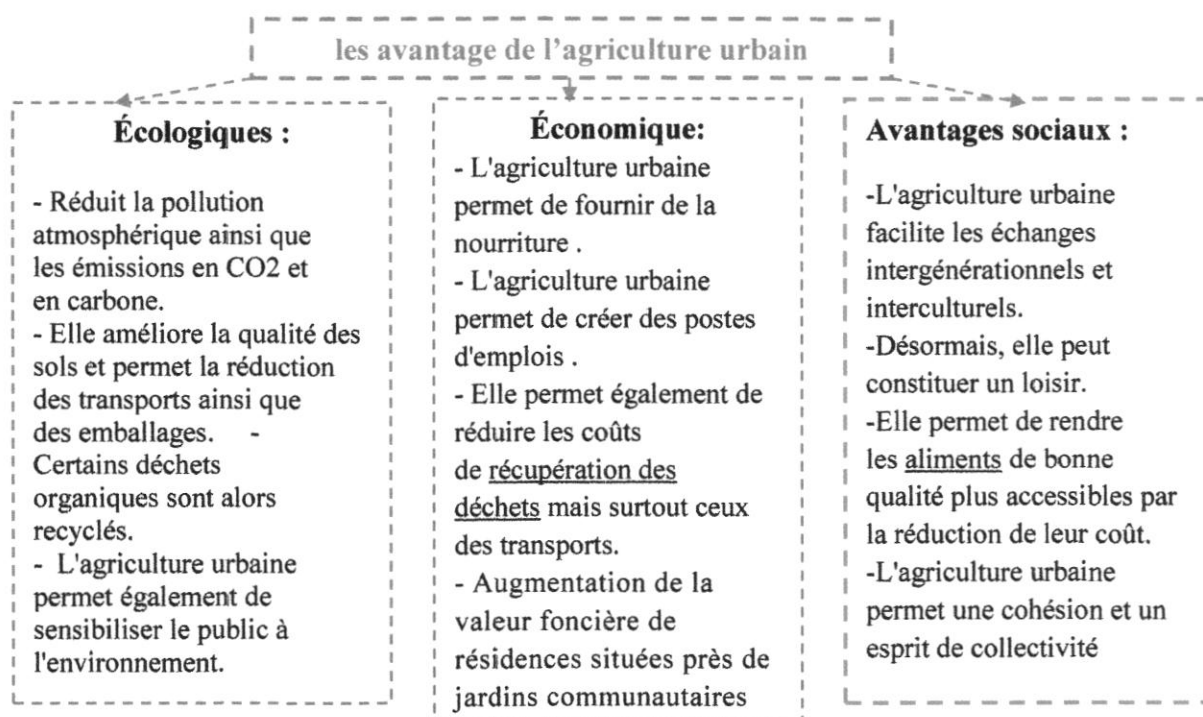 les avantage de l'agriculture urbain
Écologiques :
- Réduit la pollution
atmosphérique ainsi que
les émissions en CO2 et
en carbone.
- Elle améliore la qualité des
sols et permet la réduction
des transports ainsi que
des emballages. -
Certains déchets
organiques sont alors
recyclés.
- L'agriculture urbaine
permet également de
sensibiliser le public à
l'environnement.
Économique:
- L'agriculture urbaine
permet de fournir de la
nourriture .
- L'agriculture urbaine
permet de créer des postes
d'emplois .
- Elle permet également de
réduire les coûts
de récupération des
déchets mais surtout ceux
des transports.
- Augmentation de la
valeur foncière de
résidences situées près de
jardins communautaires
Avantages sociaux :
-L'agriculture urbaine
facilite les échanges
intergénérationnels et
interculturels.
-Désormais, elle peut
constituer un loisir.
-Elle permet de rendre
les aliments de bonne
qualité plus accessibles par
la réduction de leur coût.
-L'agriculture urbaine
permet une cohésion et un
esprit de collectivité